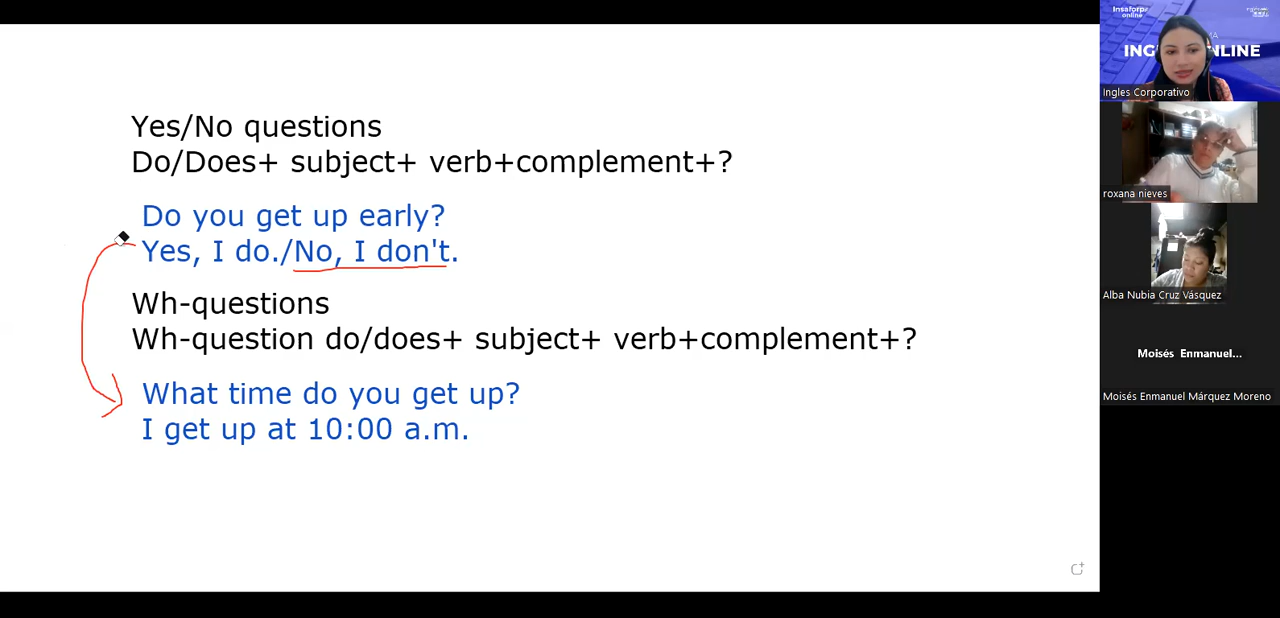 Yes/No questions
Do/Does+ subject+ verb+complement+?
Do you get up early?
Yes, I do./No, I don't.
Wh-questions
Wh-question do/does+ subject+ verb+complement+?
What time do you get up?
I get up at 10:00 a.m.
Insaforp
online
Ingles Corporativo
roxana nieves
Alba Nubia Cruz Vásquez
Moisés Enmanuel...
Moisés Enmanuel Márquez Moreno